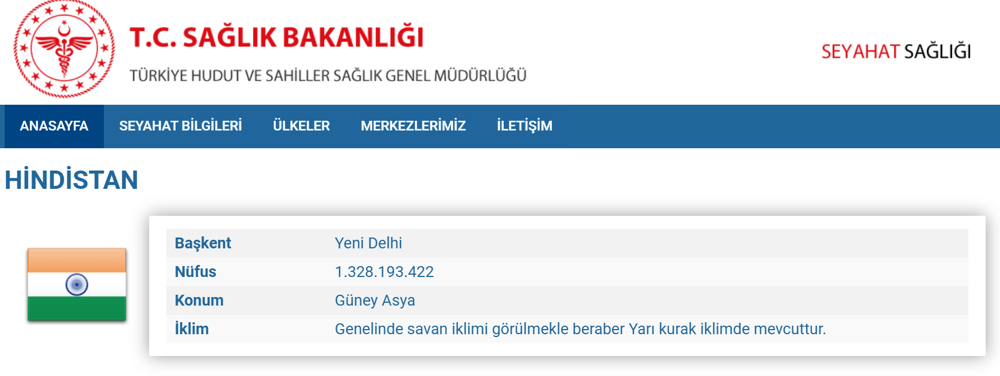 T.C. SAĞLIK BAKANLIĞI
TÜRKİYE HUDUT VE SAHİLLER SAĞLIK GENEL MÜDÜRLÜĞÜ
SEYAHAT SAĞLIĞI
ANASAYFA SEYAHAT BİLGİLERİ ÜLKELER MERKEZLERİMİZ İLETİŞİM
HİNDİSTAN
Başkent Yeni Delhi
Nüfus 1.328.193.422
Konum Güney Asya
İklim Genelinde savan iklimi görülmekle beraber Yarı kurak iklimde mevcuttur.